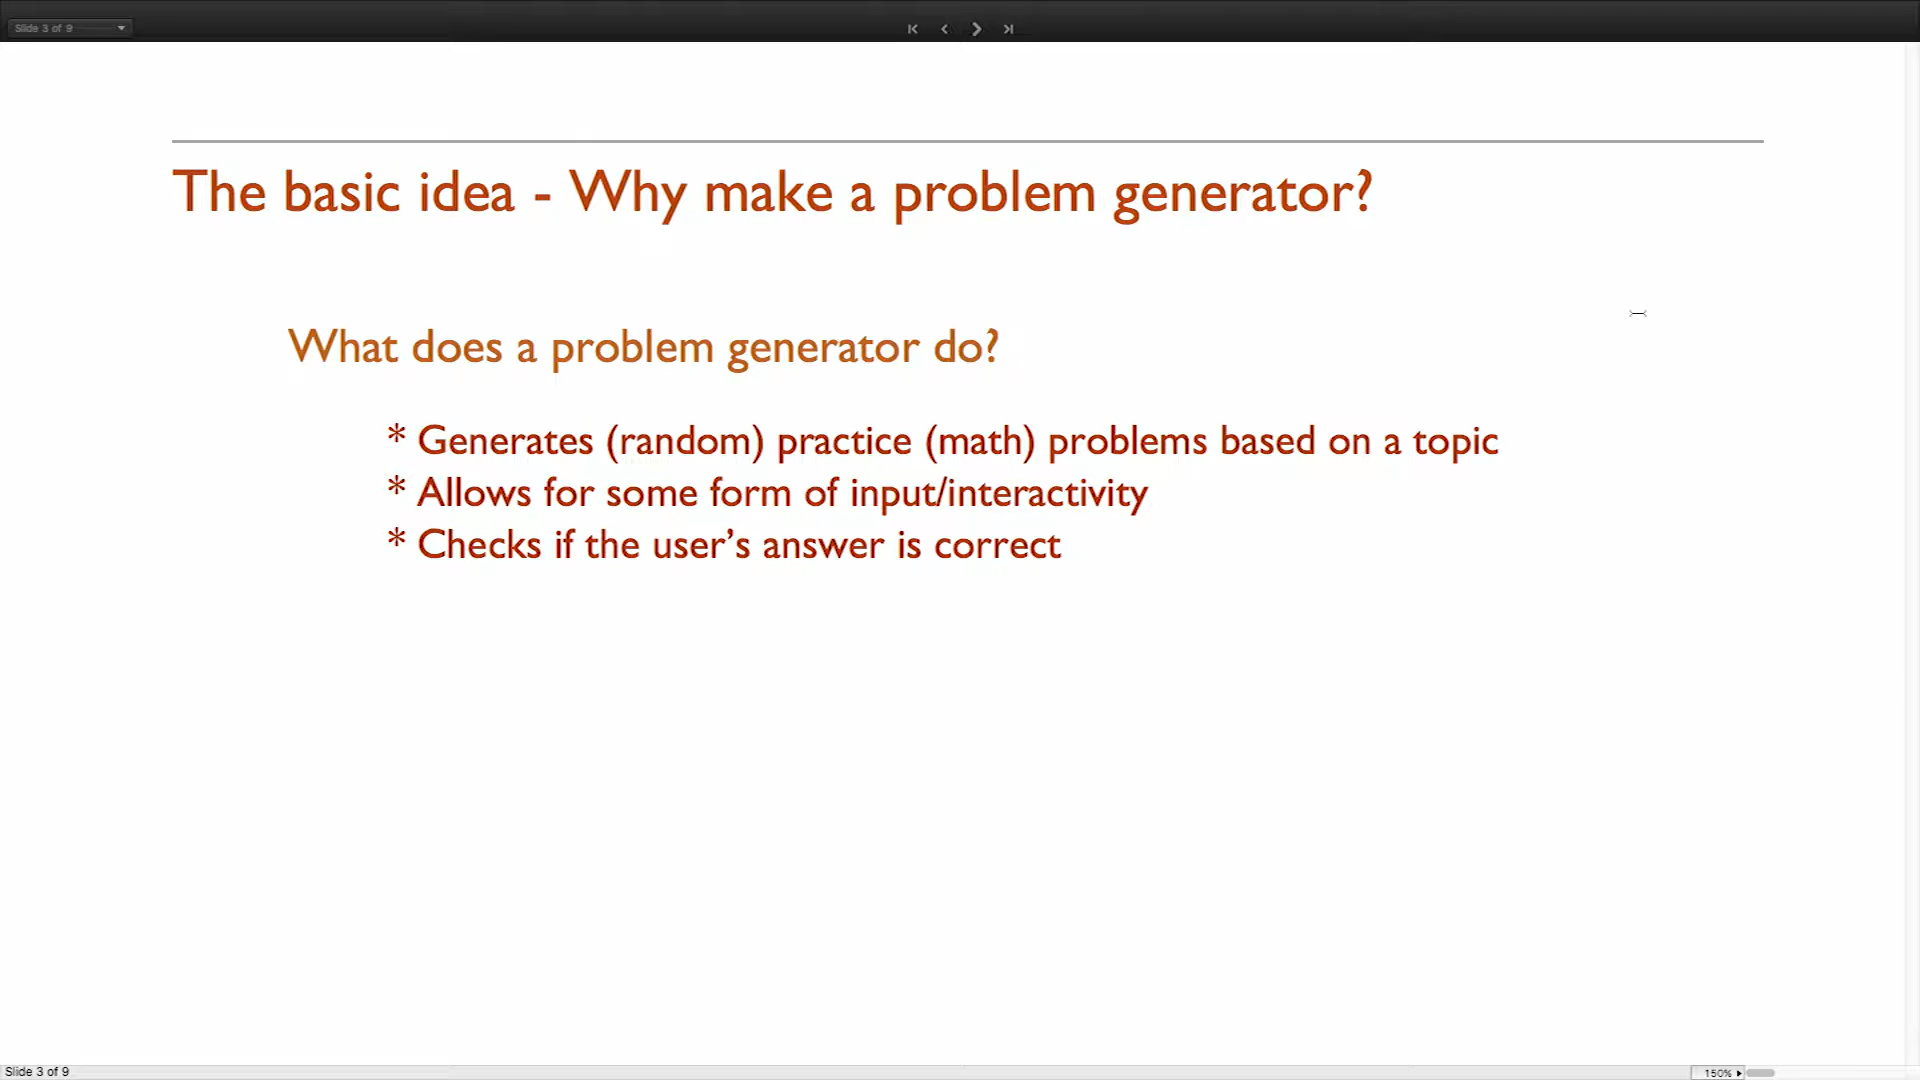 Slide 3 of 9
The basic idea - Why make a problem generator?
What does a problem generator do?
* Generates (random) practice (math) problems based on a topic
* Allows for some form of input/interactivity
* Checks if the user’s answer is correct
Slide 3 of 9
150%